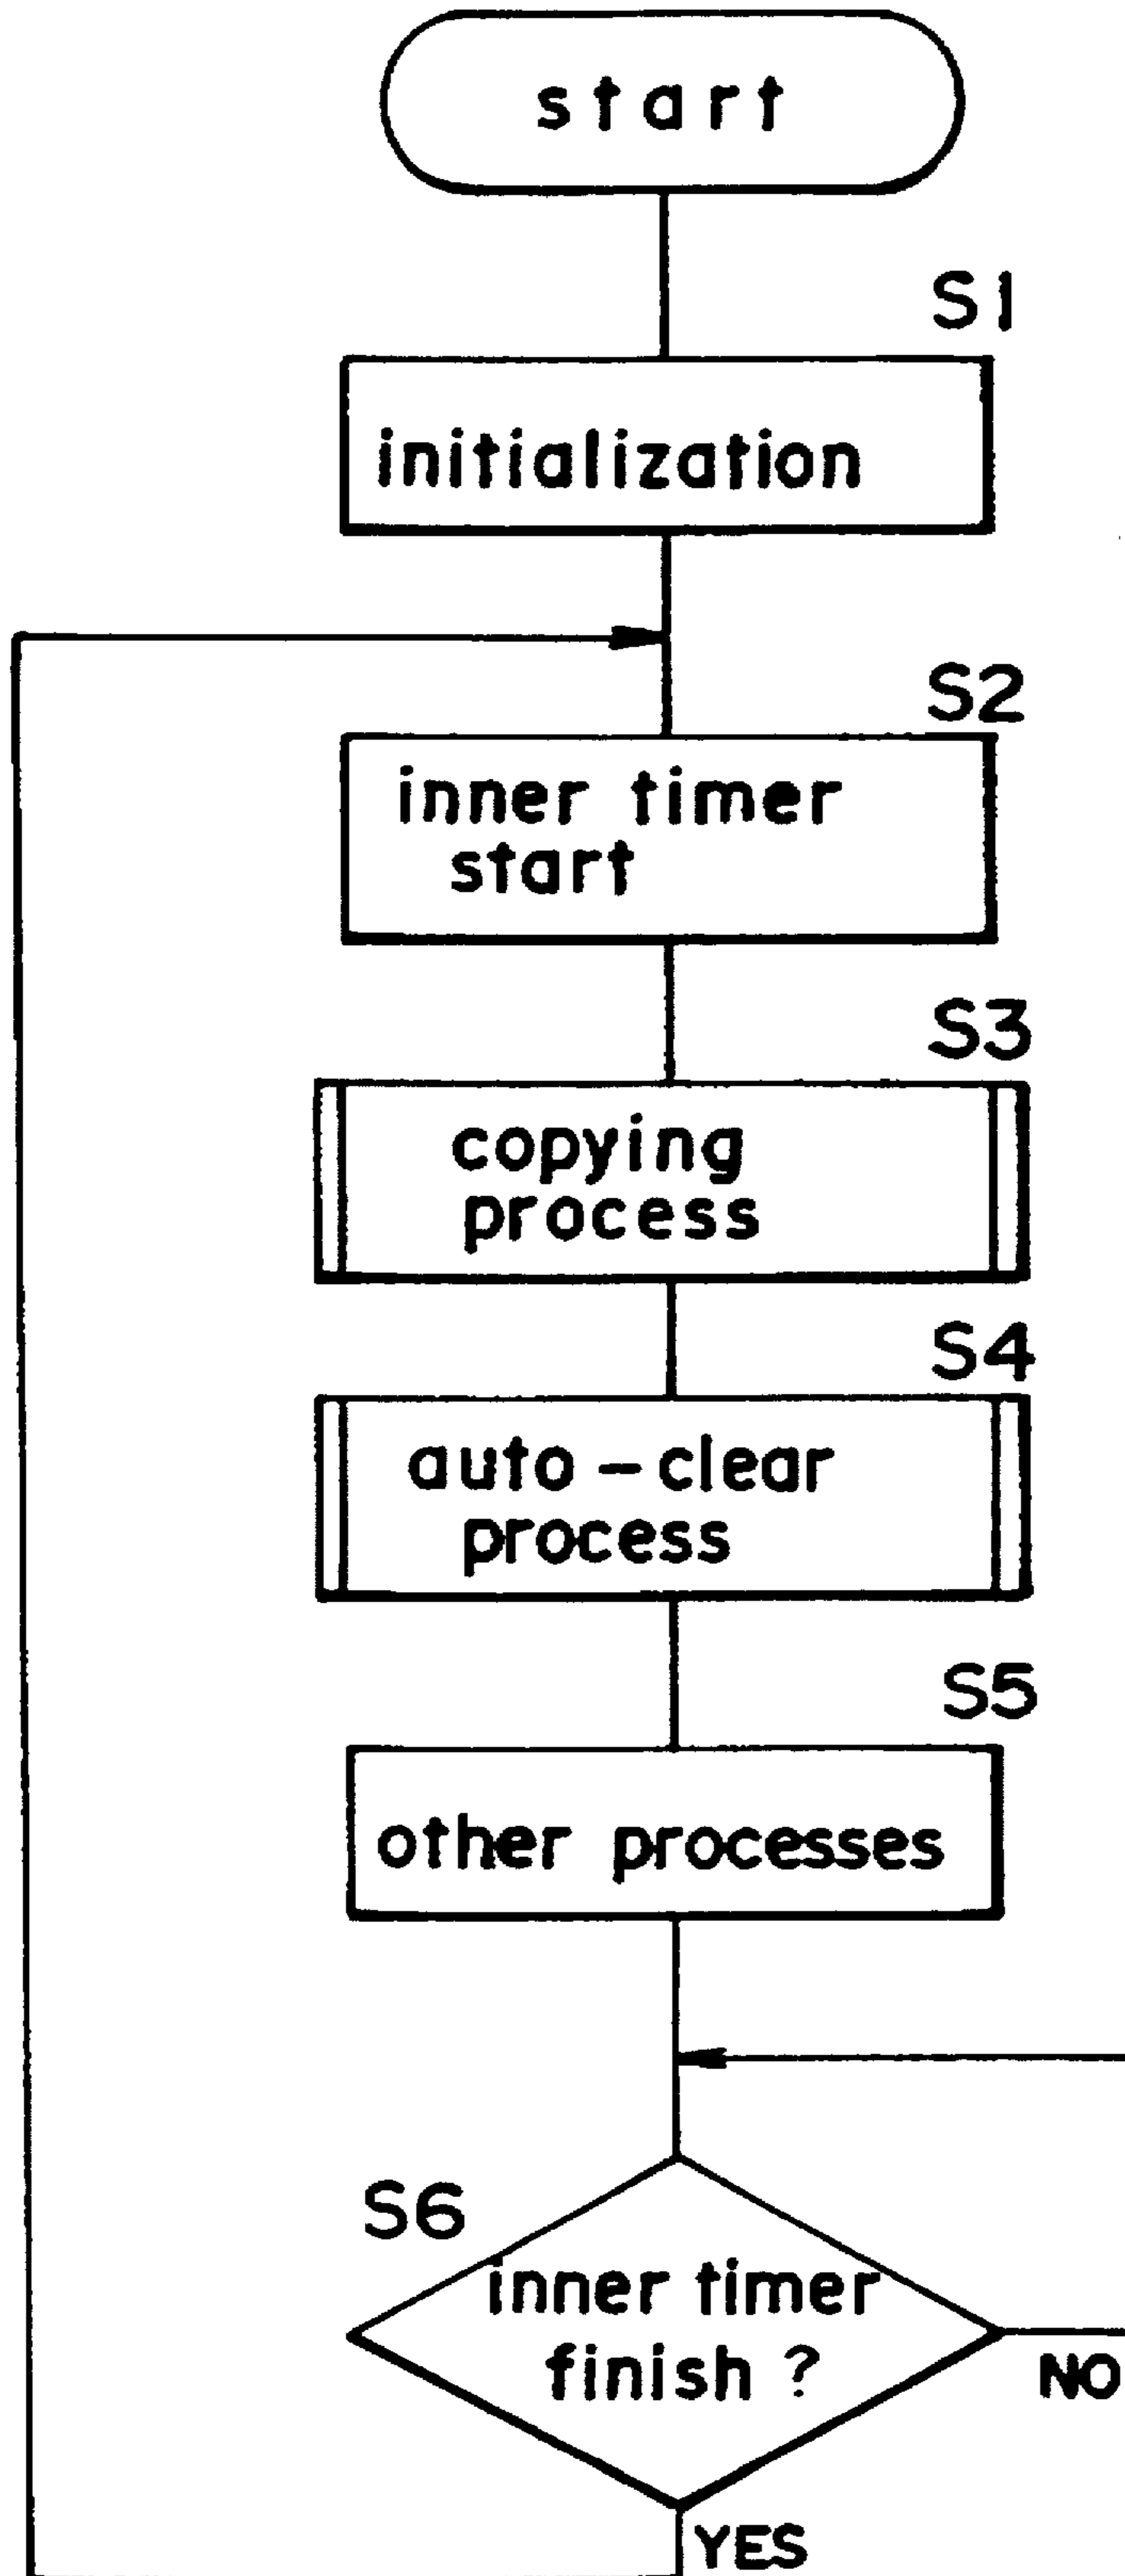 start
S1
initialization
S2
inner timer
start
S3
copying
process
S4
auto-clear
process
S5
other processes
S6
inner timer
finish ?
NO
YES